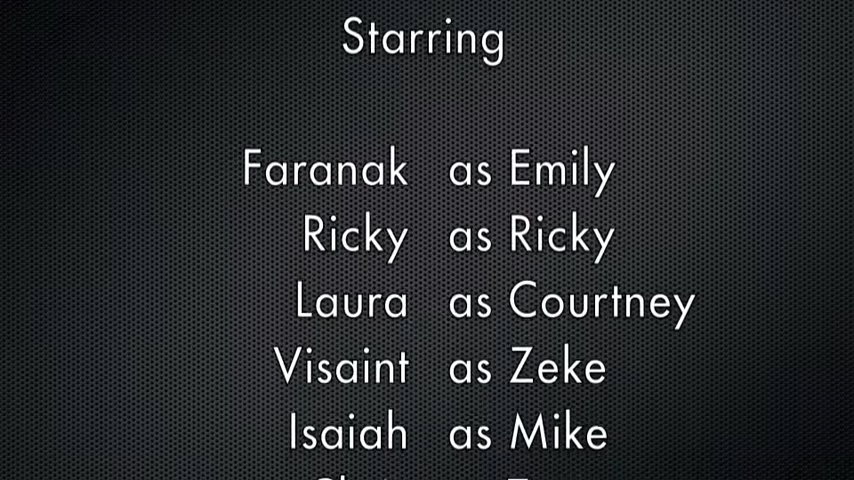 Starring
Faranak as Emily
Ricky as Ricky
Laura as Courtney
Visaint as Zeke
Isaiah as Mike